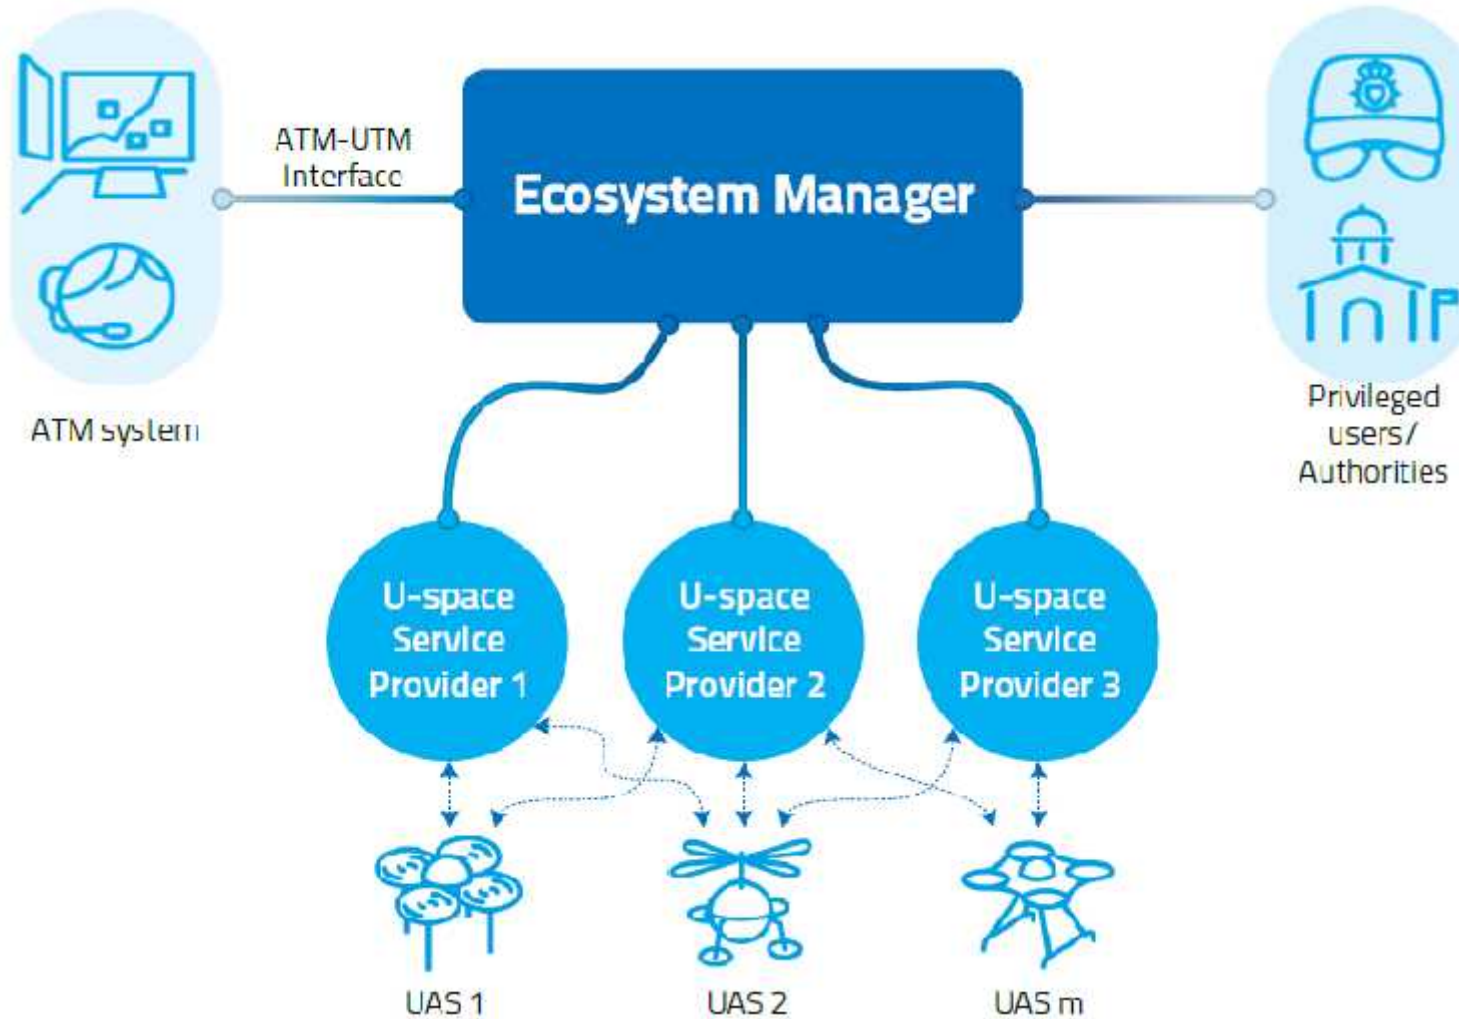 ATM-UTM
Interface
Ecosystem Manager
ATM system
Privileged
users/
Authorities
U-space
Service
Provider 1
U-space
Service
Provider 2
U-space
Service
Provider 3
UAS 1
UAS 2
UAS m